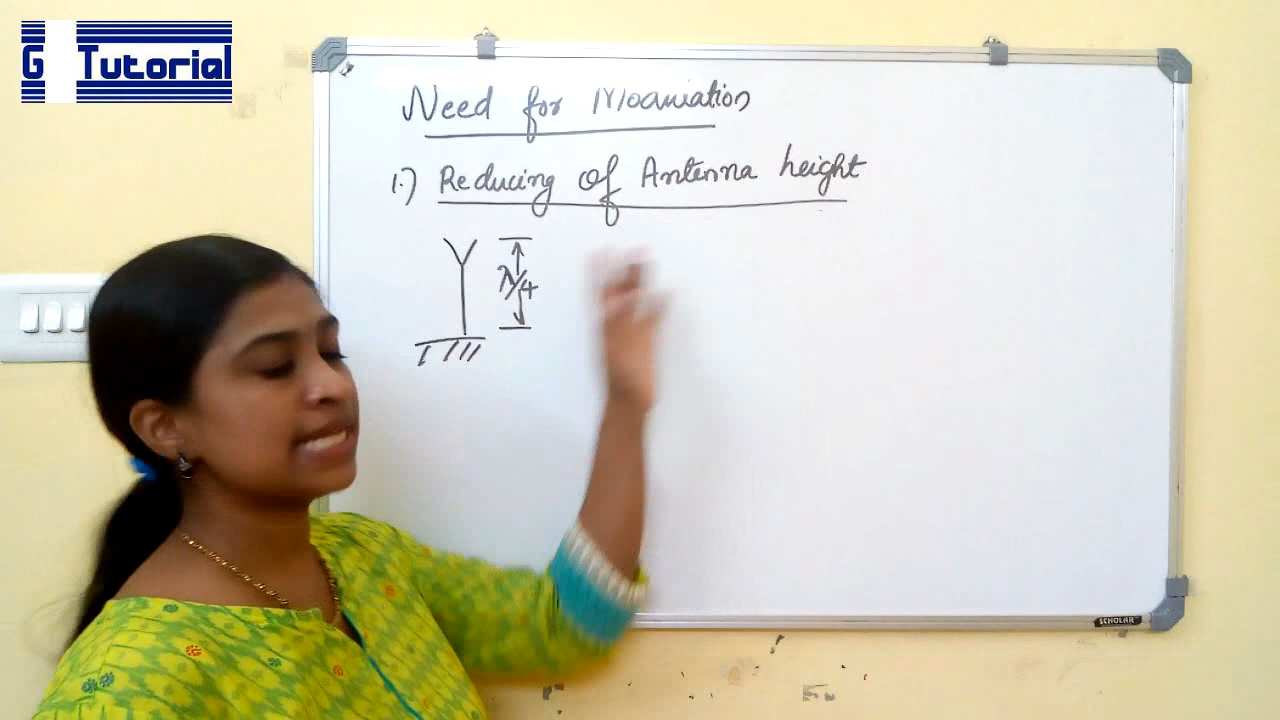 G Tutorial
Need for Modulation
1.) Reducing of Antenna height
λ/4
SCHOLAR